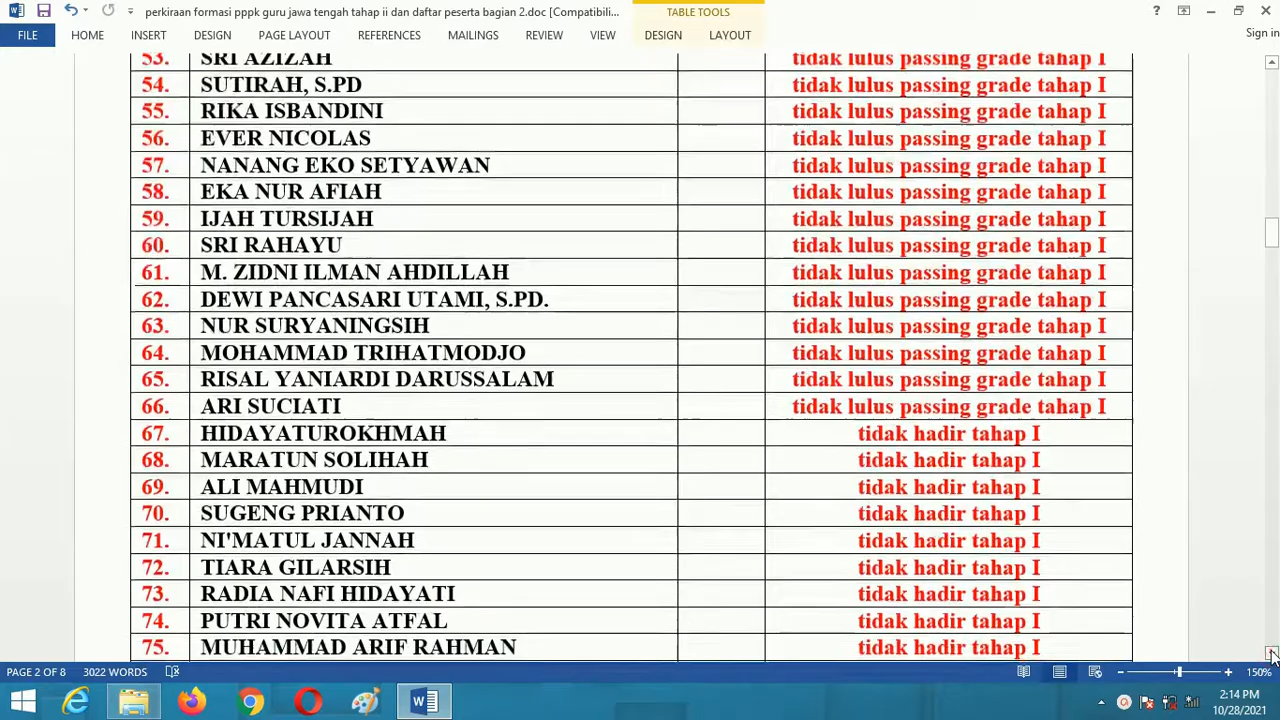 perkiraan formasi pppk guru jawa tengah tahap ii dan daftar peserta bagian 2.doc [Compatibili... TABLE TOOLS ?
FILE HOME INSERT DESIGN PAGE LAYOUT REFERENCES MAILINGS REVIEW VIEW DESIGN LAYOUT Sign in
53. SRI AZIZAH tidak lulus passing grade tahap I
54. SUTIRAH, S.PD tidak lulus passing grade tahap I
55. RIKA ISBANDINI tidak lulus passing grade tahap I
56. EVER NICOLAS tidak lulus passing grade tahap I
57. NANANG EKO SETYAWAN tidak lulus passing grade tahap I
58. EKA NUR AFIAH tidak lulus passing grade tahap I
59. IJAH TURSIJAH tidak lulus passing grade tahap I
60. SRI RAHAYU tidak lulus passing grade tahap I
61. M. ZIDNI ILMAN AHDILLAH tidak lulus passing grade tahap I
62. DEWI PANCASARI UTAMI, S.PD. tidak lulus passing grade tahap I
63. NUR SURYANINGSIH tidak lulus passing grade tahap I
64. MOHAMMAD TRIHATMODJO tidak lulus passing grade tahap I
65. RISAL YANIARDI DARUSSALAM tidak lulus passing grade tahap I
66. ARI SUCIATI tidak lulus passing grade tahap I
67. HIDAYATUROKHMAH tidak hadir tahap I
68. MARATUN SOLIHAH tidak hadir tahap I
69. ALI MAHMUDI tidak hadir tahap I
70. SUGENG PRIANTO tidak hadir tahap I
71. NI'MATUL JANNAH tidak hadir tahap I
72. TIARA GILARSIH tidak hadir tahap I
73. RADIA NAFI HIDAYATI tidak hadir tahap I
74. PUTRI NOVITA ATFAL tidak hadir tahap I
75. MUHAMMAD ARIF RAHMAN tidak hadir tahap I
PAGE 2 OF 8 3022 WORDS 150%
2:14 PM
10/28/2021